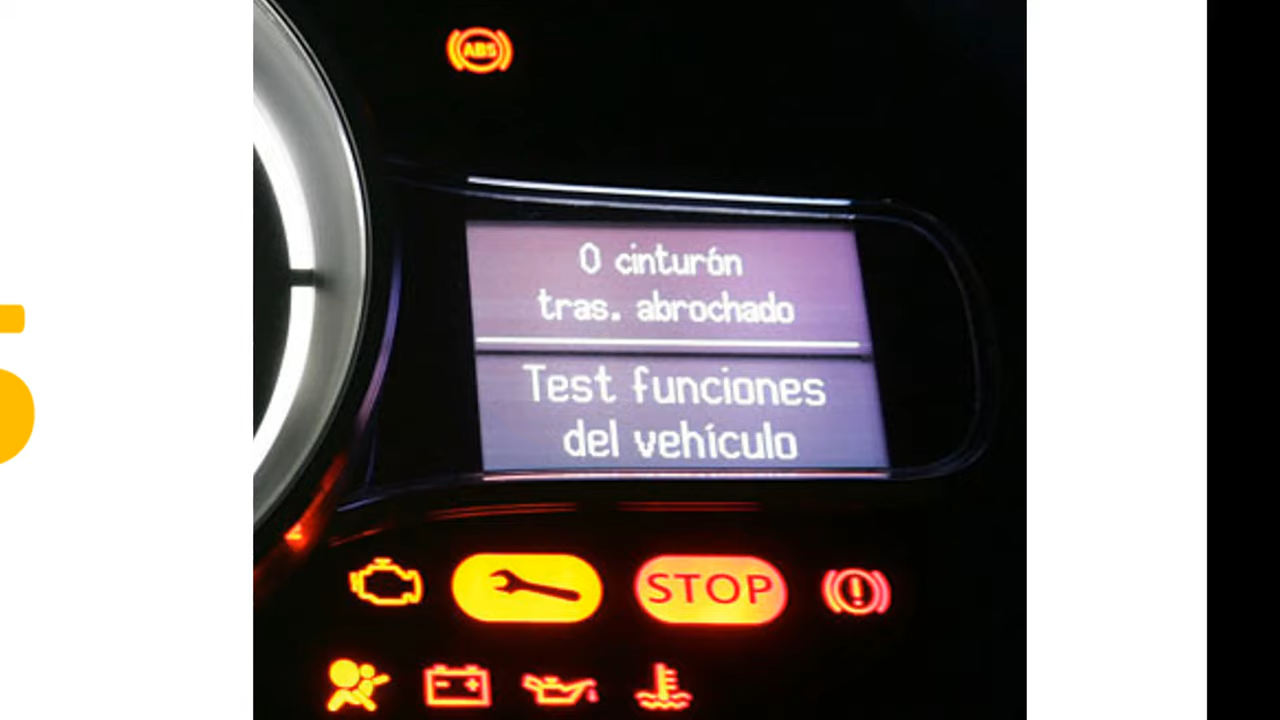 ABS
0 cinturón
tras. abrochado
Test funciones
del vehículo
STOP